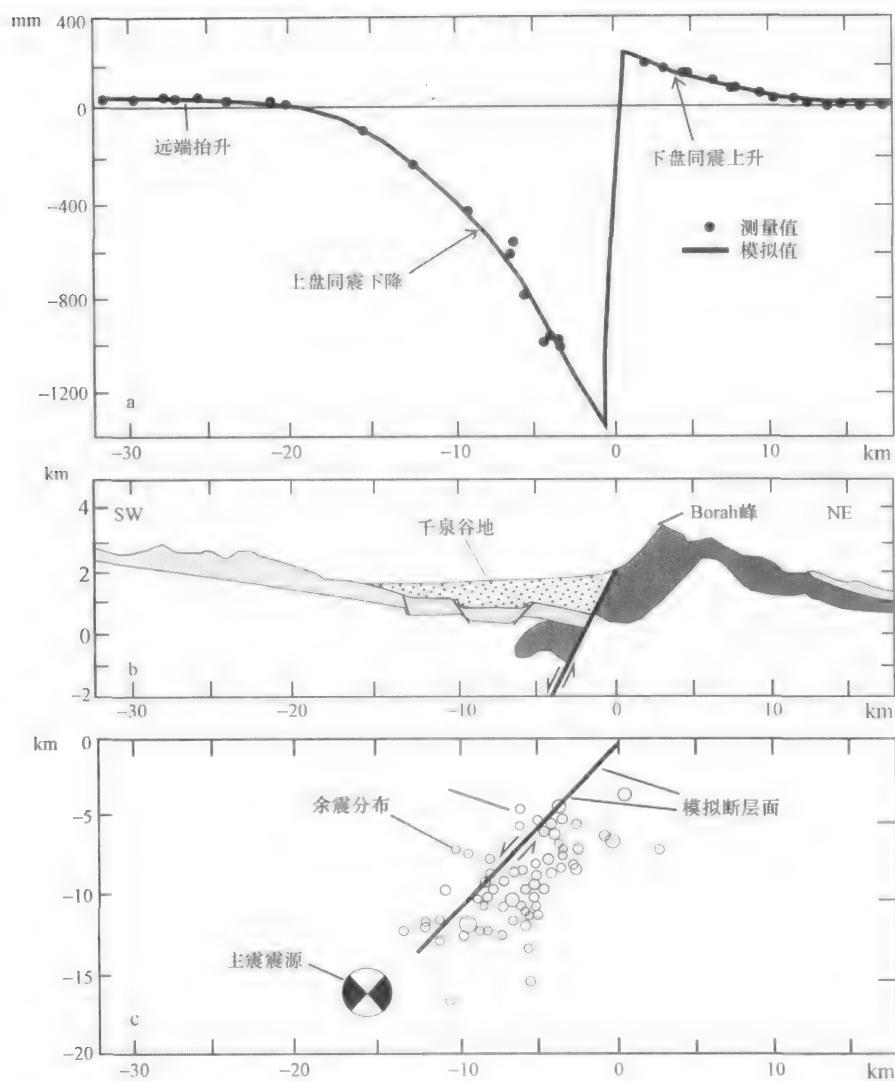 mm
400
0
-400
-800
-1200
远端抬升
上盘同震下降
下盘同震上升
测量值
模拟值
a
-30
-20
-10
0
10
km
km
4
2
0
-2
SW
千泉谷地
Borah峰
NE
b
-30
-20
-10
0
10
km
km
0
-5
-10
-15
-20
余震分布
模拟断层面
主震震源
c
-30
-20
-10
0
10
km